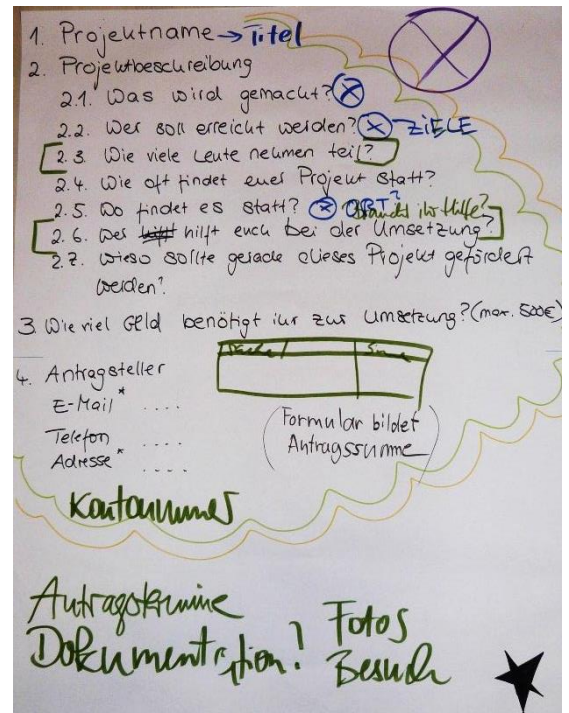 1. Projektname → Titel
2. Projektbeschreibung
2.1. Was wird gemacht? X
2.2. Wer soll erreicht werden? X → ZIELE
[2.3. Wie viele Leute nehmen teil?]
2.4. Wie oft findet euer Projekt statt?
2.5. Wo findet es statt? X ORT?
Braucht ihr Hilfe?
[2.6. Wer hilft euch bei der Umsetzung?]
2.7. Wieso sollte gerade dieses Projekt gefördert
werden?
3. Wie viel Geld benötigt ihr zur Umsetzung? (max. 500€)
4. Antragsteller
E-Mail* ....
Telefon ....
Adresse* ....
(Formular bildet
Antragssumme)
Kontonummer
Antragstermine
Dokumentation! Fotos
Besuch